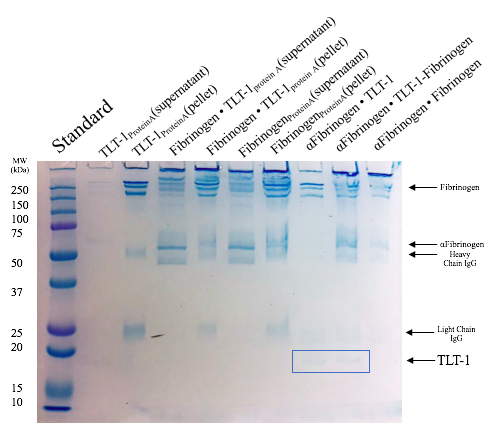 Standard
TLT-1ProteinA(supernatant)
TLT-1ProteinA(pellet)
Fibrinogen • TLT-1protein A(supernatant)
Fibrinogen • TLT-1protein A(pellet)
FibrinogenProteinA(supernatant)
FibrinogenProteinA(pellet)
αFibrinogen • TLT-1
αFibrinogen • TLT-1-Fibrinogen
αFibrinogen • Fibrinogen
MW
(kDa)
250
150
100
75
50
37
25
20
15
10
Fibrinogen
αFibrinogen
Heavy
Chain IgG
Light Chain
IgG
TLT-1